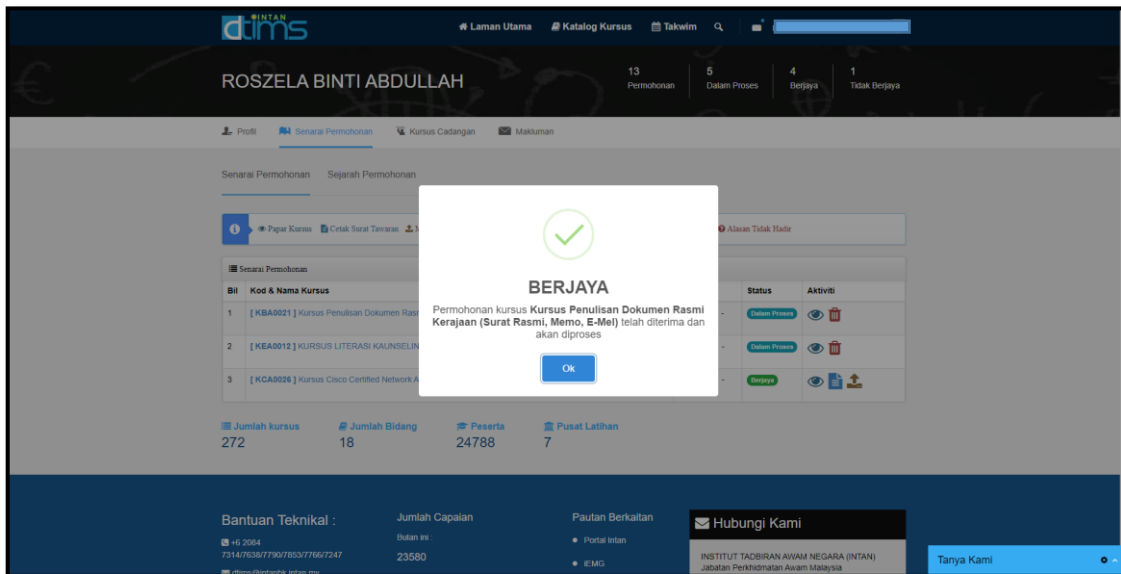 INTAN
dtims
Laman Utama Katalog Kursus Takwim
ROSZELA BINTI ABDULLAH
13 5 4 1
Permohonan Dalam Proses Berjaya Tidak Berjaya
Profil Senarai Permohonan Kursus Cadangan Makluman
Senarai Permohonan Sejarah Permohonan
Papar Kursus Cetak Surat Tawaran Alasan Tidak Hadir
Senarai Permohonan
Bil Kod & Nama Kursus Status Aktiviti
1 [ KBA0021 ] Kursus Penulisan Dokumen Dalam Proses
2 [ KEA0012 ] KURSUS LITERASI Dalam Proses
3 [ KCA0026 ] Kursus Cisco Certified Network Berjaya
BERJAYA
Permohonan kursus Kursus Penulisan Dokumen Rasmi
Kerajaan (Surat Rasmi, Memo, E-Mel) telah diterima dan
akan diproses
Ok
Jumlah kursus Jumlah Bidang Peserta Pusat Latihan
272 18 24788 7
Bantuan Teknikal : Jumlah Capaian Pautan Berkaitan Hubungi Kami
+6 2084 Bulan ini : Portal Intan
7314/7638/7790/7853/7766/7247 23580 iEMG
INSTITUT TADBIRAN AWAM NEGARA (INTAN)
Jabatan Perkhidmatan Awam Malaysia
Tanya Kami